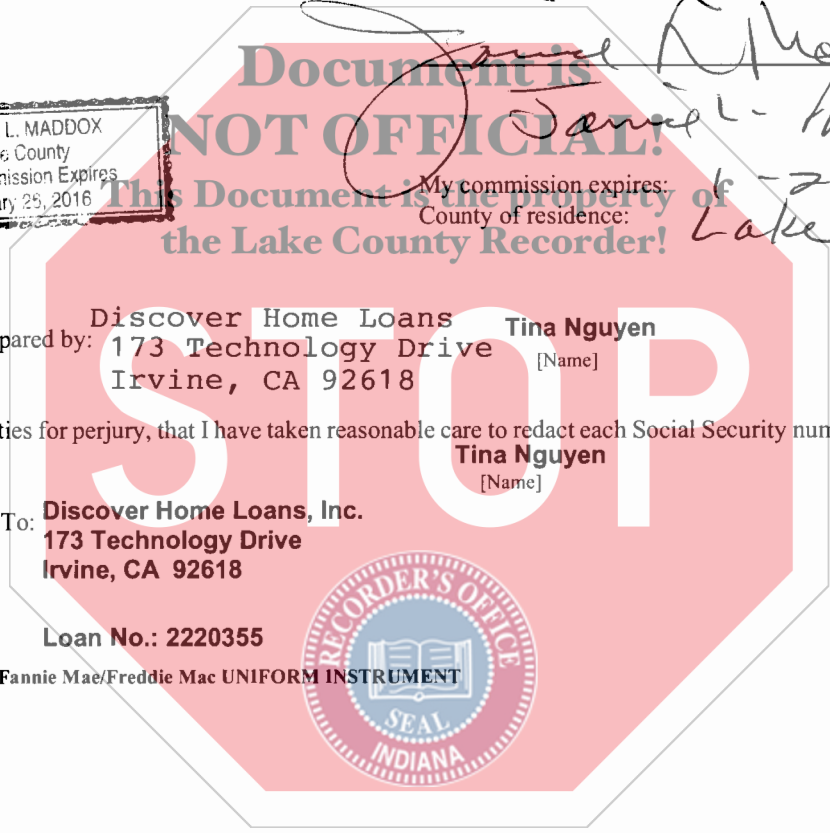 L. MADDOX
County
mission Expires
ary 26, 2016
Document is
NOT OFFICIAL!
This Document is the property of
the Lake County Recorder!
My commission expires:
County of residence: Lake
pared by: Discover Home Loans
173 Technology Drive
Irvine, CA 92618
Tina Nguyen
[Name]
ties for perjury, that I have taken reasonable care to redact each Social Security num
Tina Nguyen
[Name]
STOP
To: Discover Home Loans, Inc.
173 Technology Drive
Irvine, CA 92618
Loan No.: 2220355
Fannie Mae/Freddie Mac UNIFORM INSTRUMENT
RECORDER'S OFFICE
SEAL
INDIANA